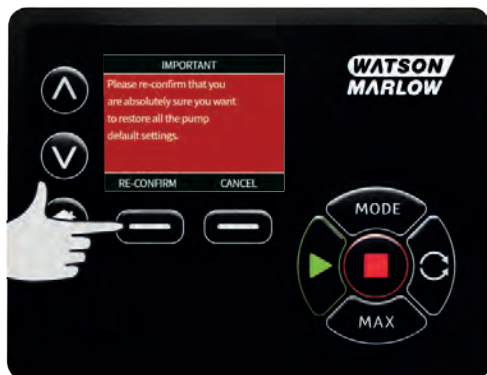 IMPORTANT
Please re-confirm that you
are absolutely sure you want
to restore all the pump
default settings.
RE-CONFIRM CANCEL
WATSON
MARLOW
MODE
MAX